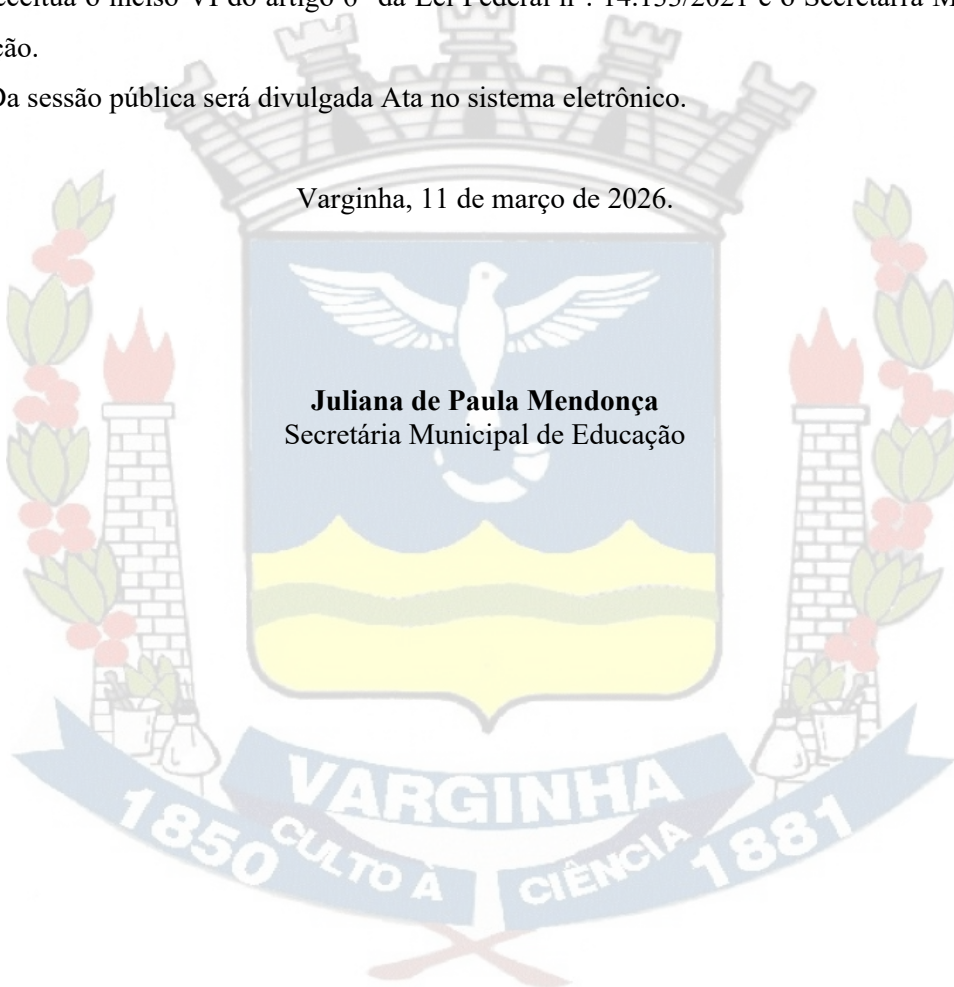 preceitua o inciso VI do artigo 6º da Lei Federal nº. 14.133/2021 e o Secretária M
ção.
Da sessão pública será divulgada Ata no sistema eletrônico.
Varginha, 11 de março de 2026.
Juliana de Paula Mendonça
Secretária Municipal de Educação
VARGINHA
1850 CULTO À CIÊNCIA 1881